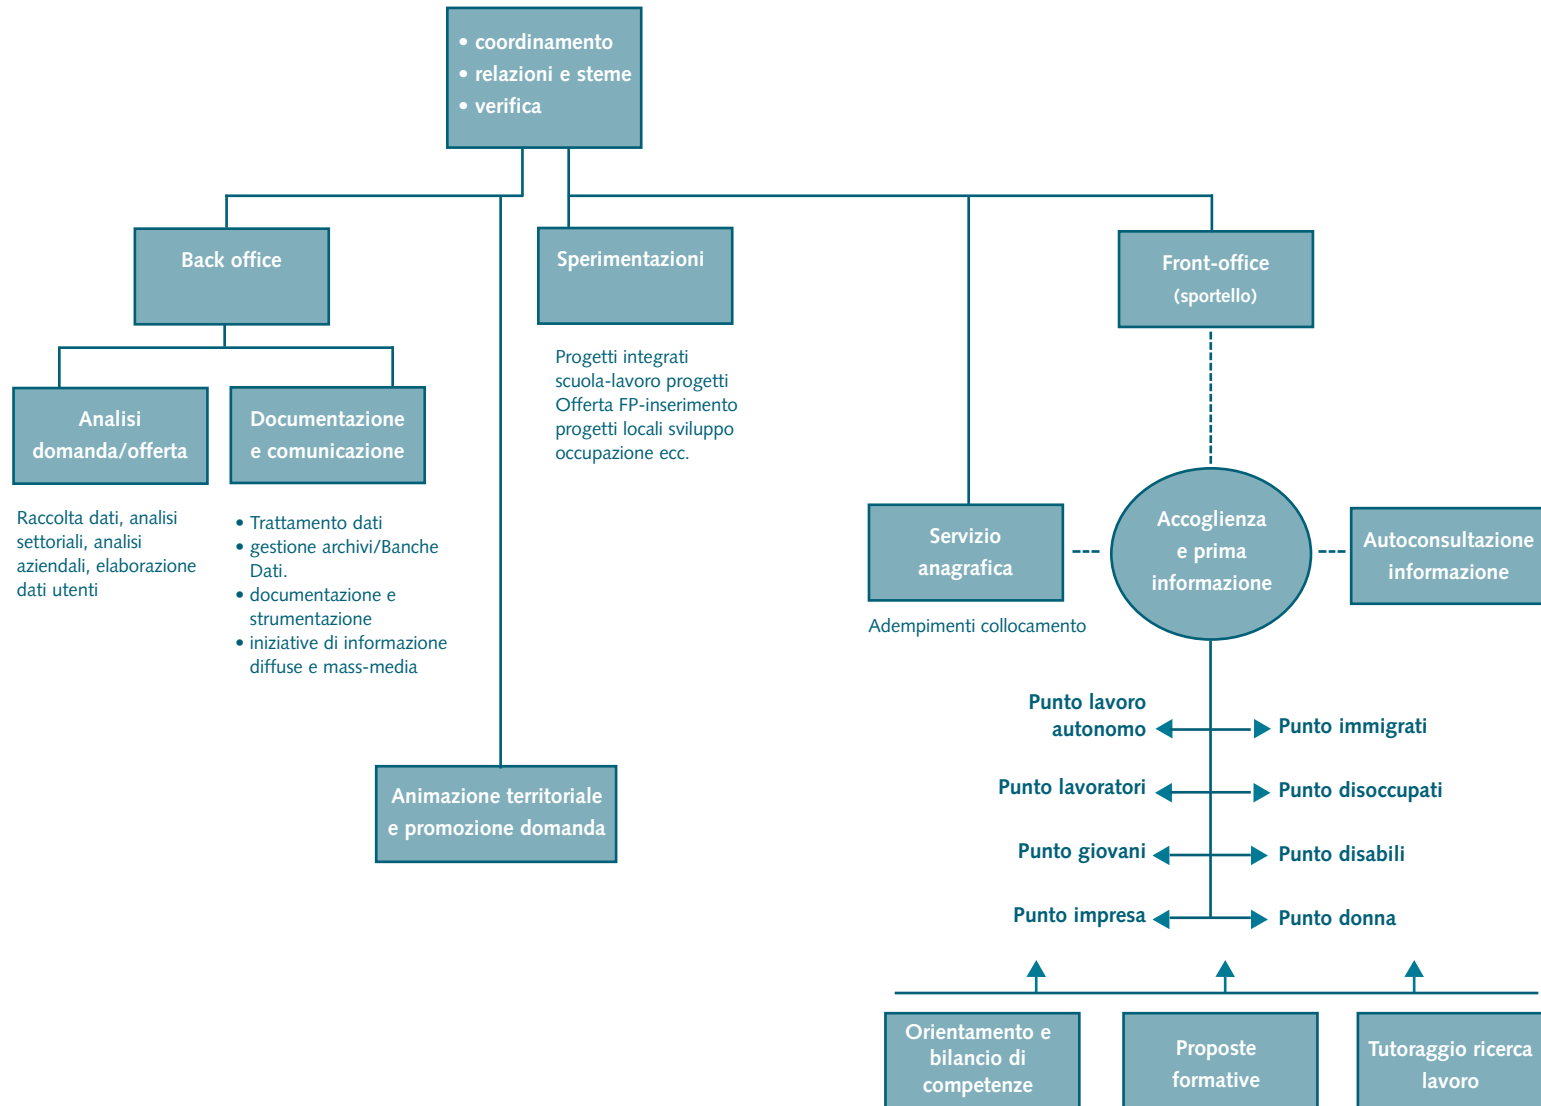 • coordinamento
• relazioni e steme
• verifica
Back office
Sperimentazioni
Front-office
(sportello)
Analisi
domanda/offerta
Documentazione
e comunicazione
Progetti integrati
scuola-lavoro progetti
Offerta FP-inserimento
progetti locali sviluppo
occupazione ecc.
Raccolta dati, analisi
settoriali, analisi
aziendali, elaborazione
dati utenti
• Trattamento dati
• gestione archivi/Banche
Dati.
• documentazione e
strumentazione
• iniziative di informazione
diffuse e mass-media
Servizio
anagrafica
Adempimenti collocamento
Accoglienza
e prima
informazione
Autoconsultazione
informazione
Animazione territoriale
e promozione domanda
Punto lavoro
autonomo
Punto immigrati
Punto lavoratori
Punto disoccupati
Punto giovani
Punto disabili
Punto impresa
Punto donna
Orientamento e
bilancio di
competenze
Proposte
formative
Tutoraggio ricerca
lavoro